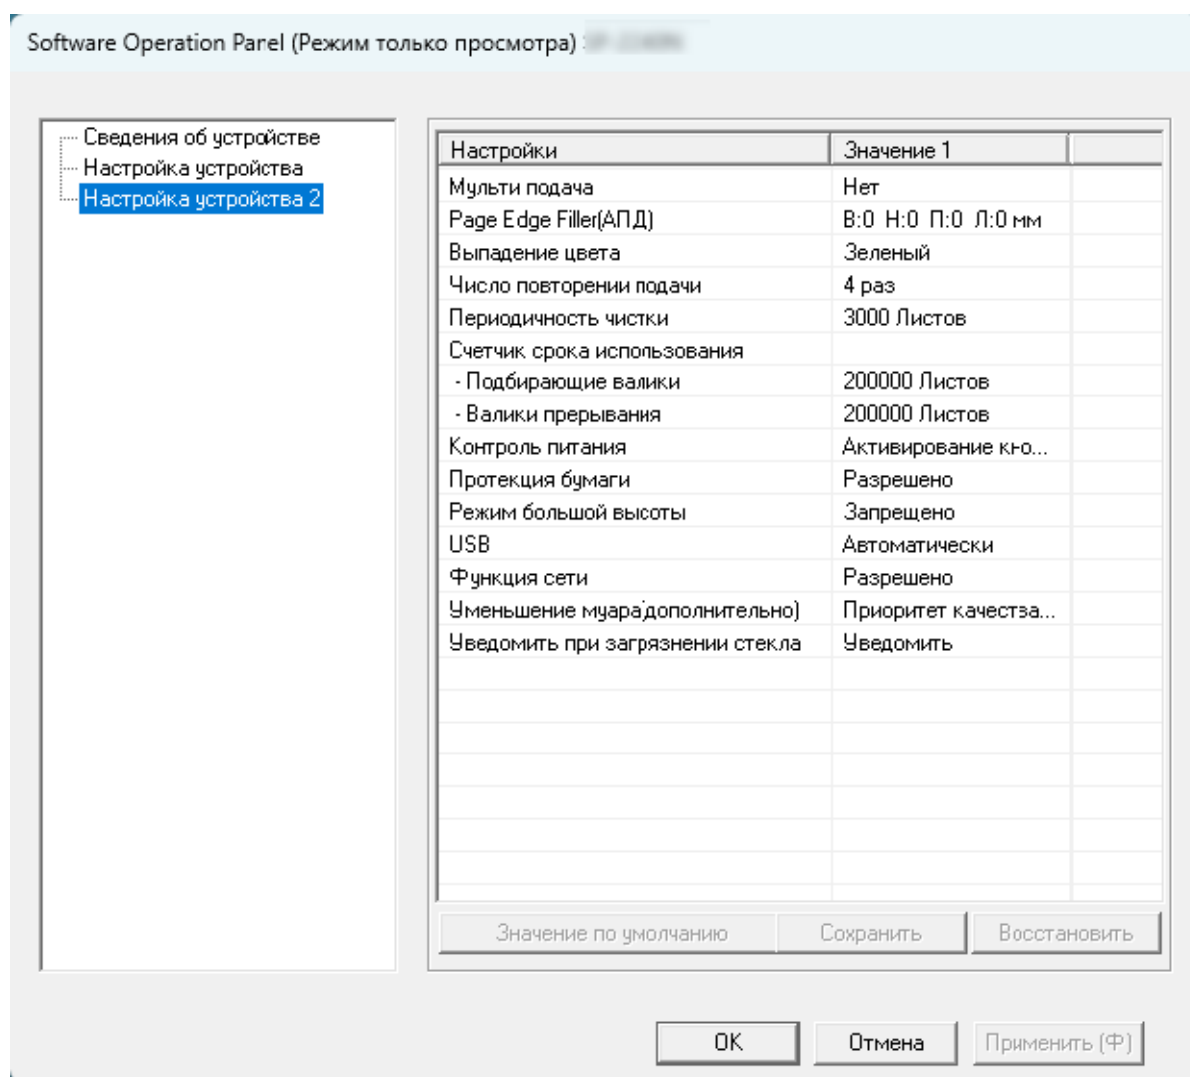 Software Operation Panel (Режим только просмотра)
Сведения об устройстве
Настройка устройства
Настройка устройства 2
Настройки Значение 1
Мульти подача Нет
Page Edge Filler(АПД) В:0 Н:0 П:0 Л:0 мм
Выпадение цвета Зеленый
Число повторении подачи 4 раз
Периодичность чистки 3000 Листов
Счетчик срока использования
- Подбирающие валики 200000 Листов
- Валики прерывания 200000 Листов
Контроль питания Активирование кно...
Протекция бумаги Разрешено
Режим большой высоты Запрещено
USB Автоматически
Функция сети Разрешено
Уменьшение муара(дополнительно) Приоритет качества...
Уведомить при загрязнении стекла Уведомить
Значение по умолчанию Сохранить Восстановить
OK Отмена Применить (Ф)